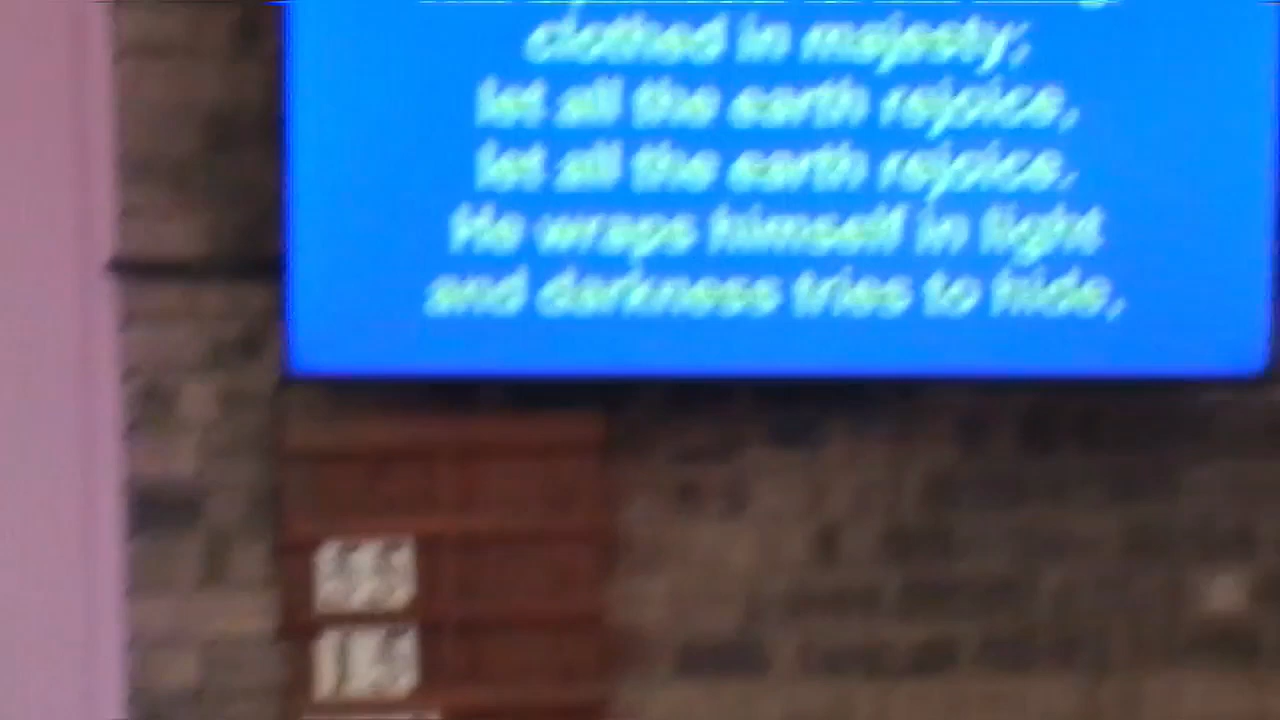 clothed in majesty;
let all the earth rejoice,
let all the earth rejoice.
He wraps himself in light
and darkness tries to hide,